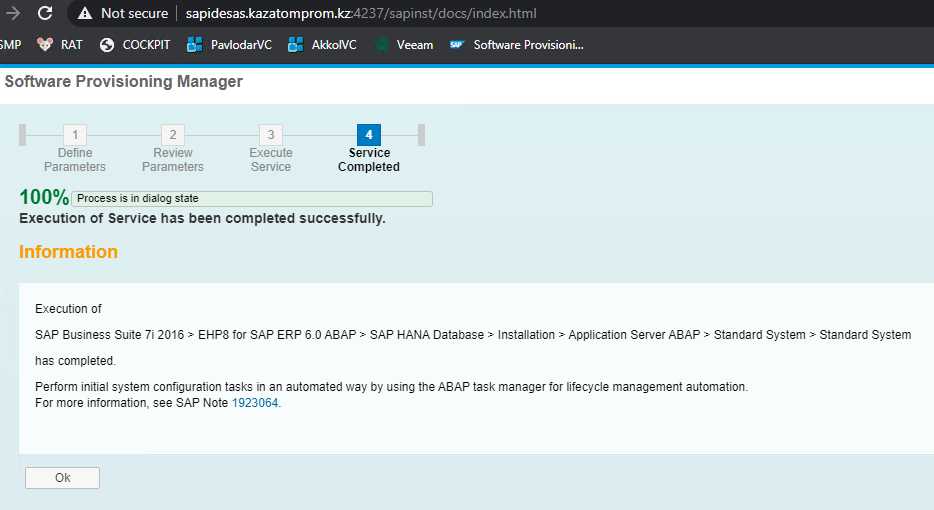 Not secure sapidesas.kazatomprom.kz:4237/sapinst/docs/index.html
SMP RAT COCKPIT PavlodarVC AkkolVC Veeam SAP Software Provisioni...
Software Provisioning Manager
1 2 3 4
Define Review Execute Service
Parameters Parameters Service Completed
100% Process is in dialog state
Execution of Service has been completed successfully.
Information
Execution of
SAP Business Suite 7i 2016 > EHP8 for SAP ERP 6.0 ABAP > SAP HANA Database > Installation > Application Server ABAP > Standard System > Standard System
has completed.
Perform initial system configuration tasks in an automated way by using the ABAP task manager for lifecycle management automation.
For more information, see SAP Note 1923064.
Ok